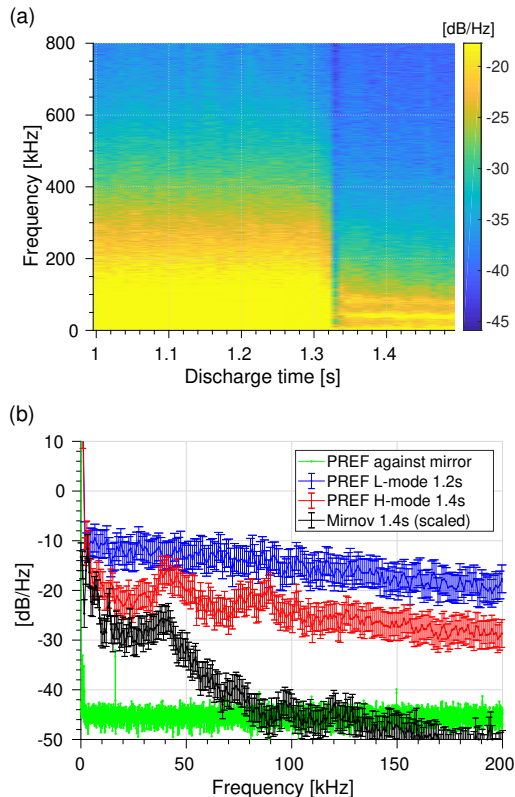 (a)
[dB/Hz]
800
600
400
200
0
Frequency [kHz]
1
1.1
1.2
1.3
1.4
Discharge time [s]
-20
-25
-30
-35
-40
-45
(b)
10
0
-10
-20
-30
-40
-50
[dB/Hz]
PREF against mirror
PREF L-mode 1.2s
PREF H-mode 1.4s
Mirnov 1.4s (scaled)
0
50
100
150
200
Frequency [kHz]